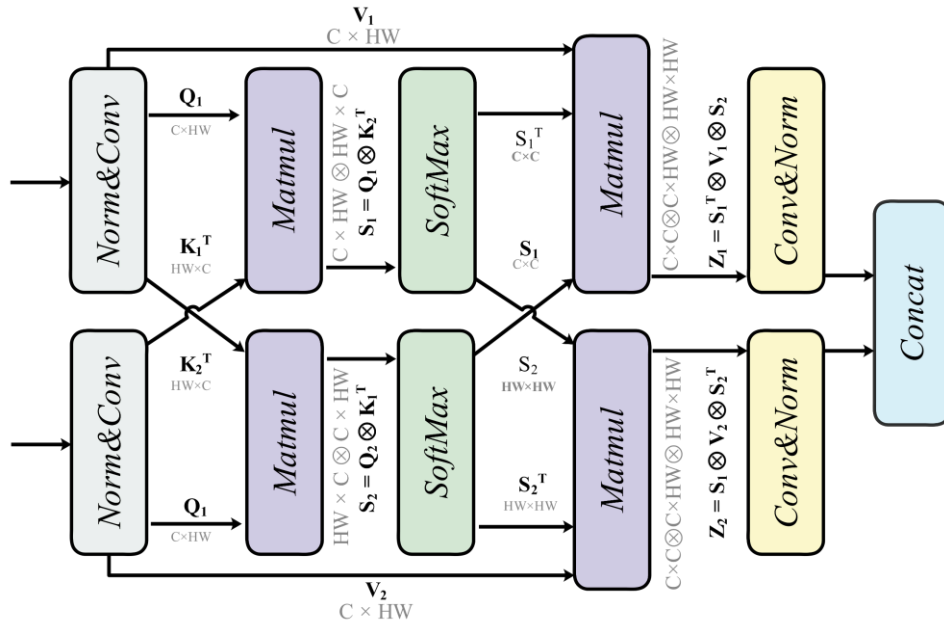 V₁
C × HW
Norm&Conv
Q₁
C×HW
K₁ᵀ
HW×C
Matmul
C × HW ⊗ HW × C
S₁ = Q₁ ⊗ K₂ᵀ
SoftMax
S₁ᵀ
C×C
S₁
C×C
Matmul
C×C⊗C×HW⊗HW×HW
Z₁ = S₁ᵀ ⊗ V₁ ⊗ S₂
Conv&Norm
Concat
Norm&Conv
K₂ᵀ
HW×C
Q₁
C×HW
Matmul
HW × C ⊗ C × HW
S₂ = Q₂ ⊗ K₁ᵀ
SoftMax
S₂
HW×HW
S₂ᵀ
HW×HW
Matmul
C×C⊗C×HW⊗HW×HW
Z₂ = S₁ ⊗ V₂ ⊗ S₂ᵀ
Conv&Norm
V₂
C × HW